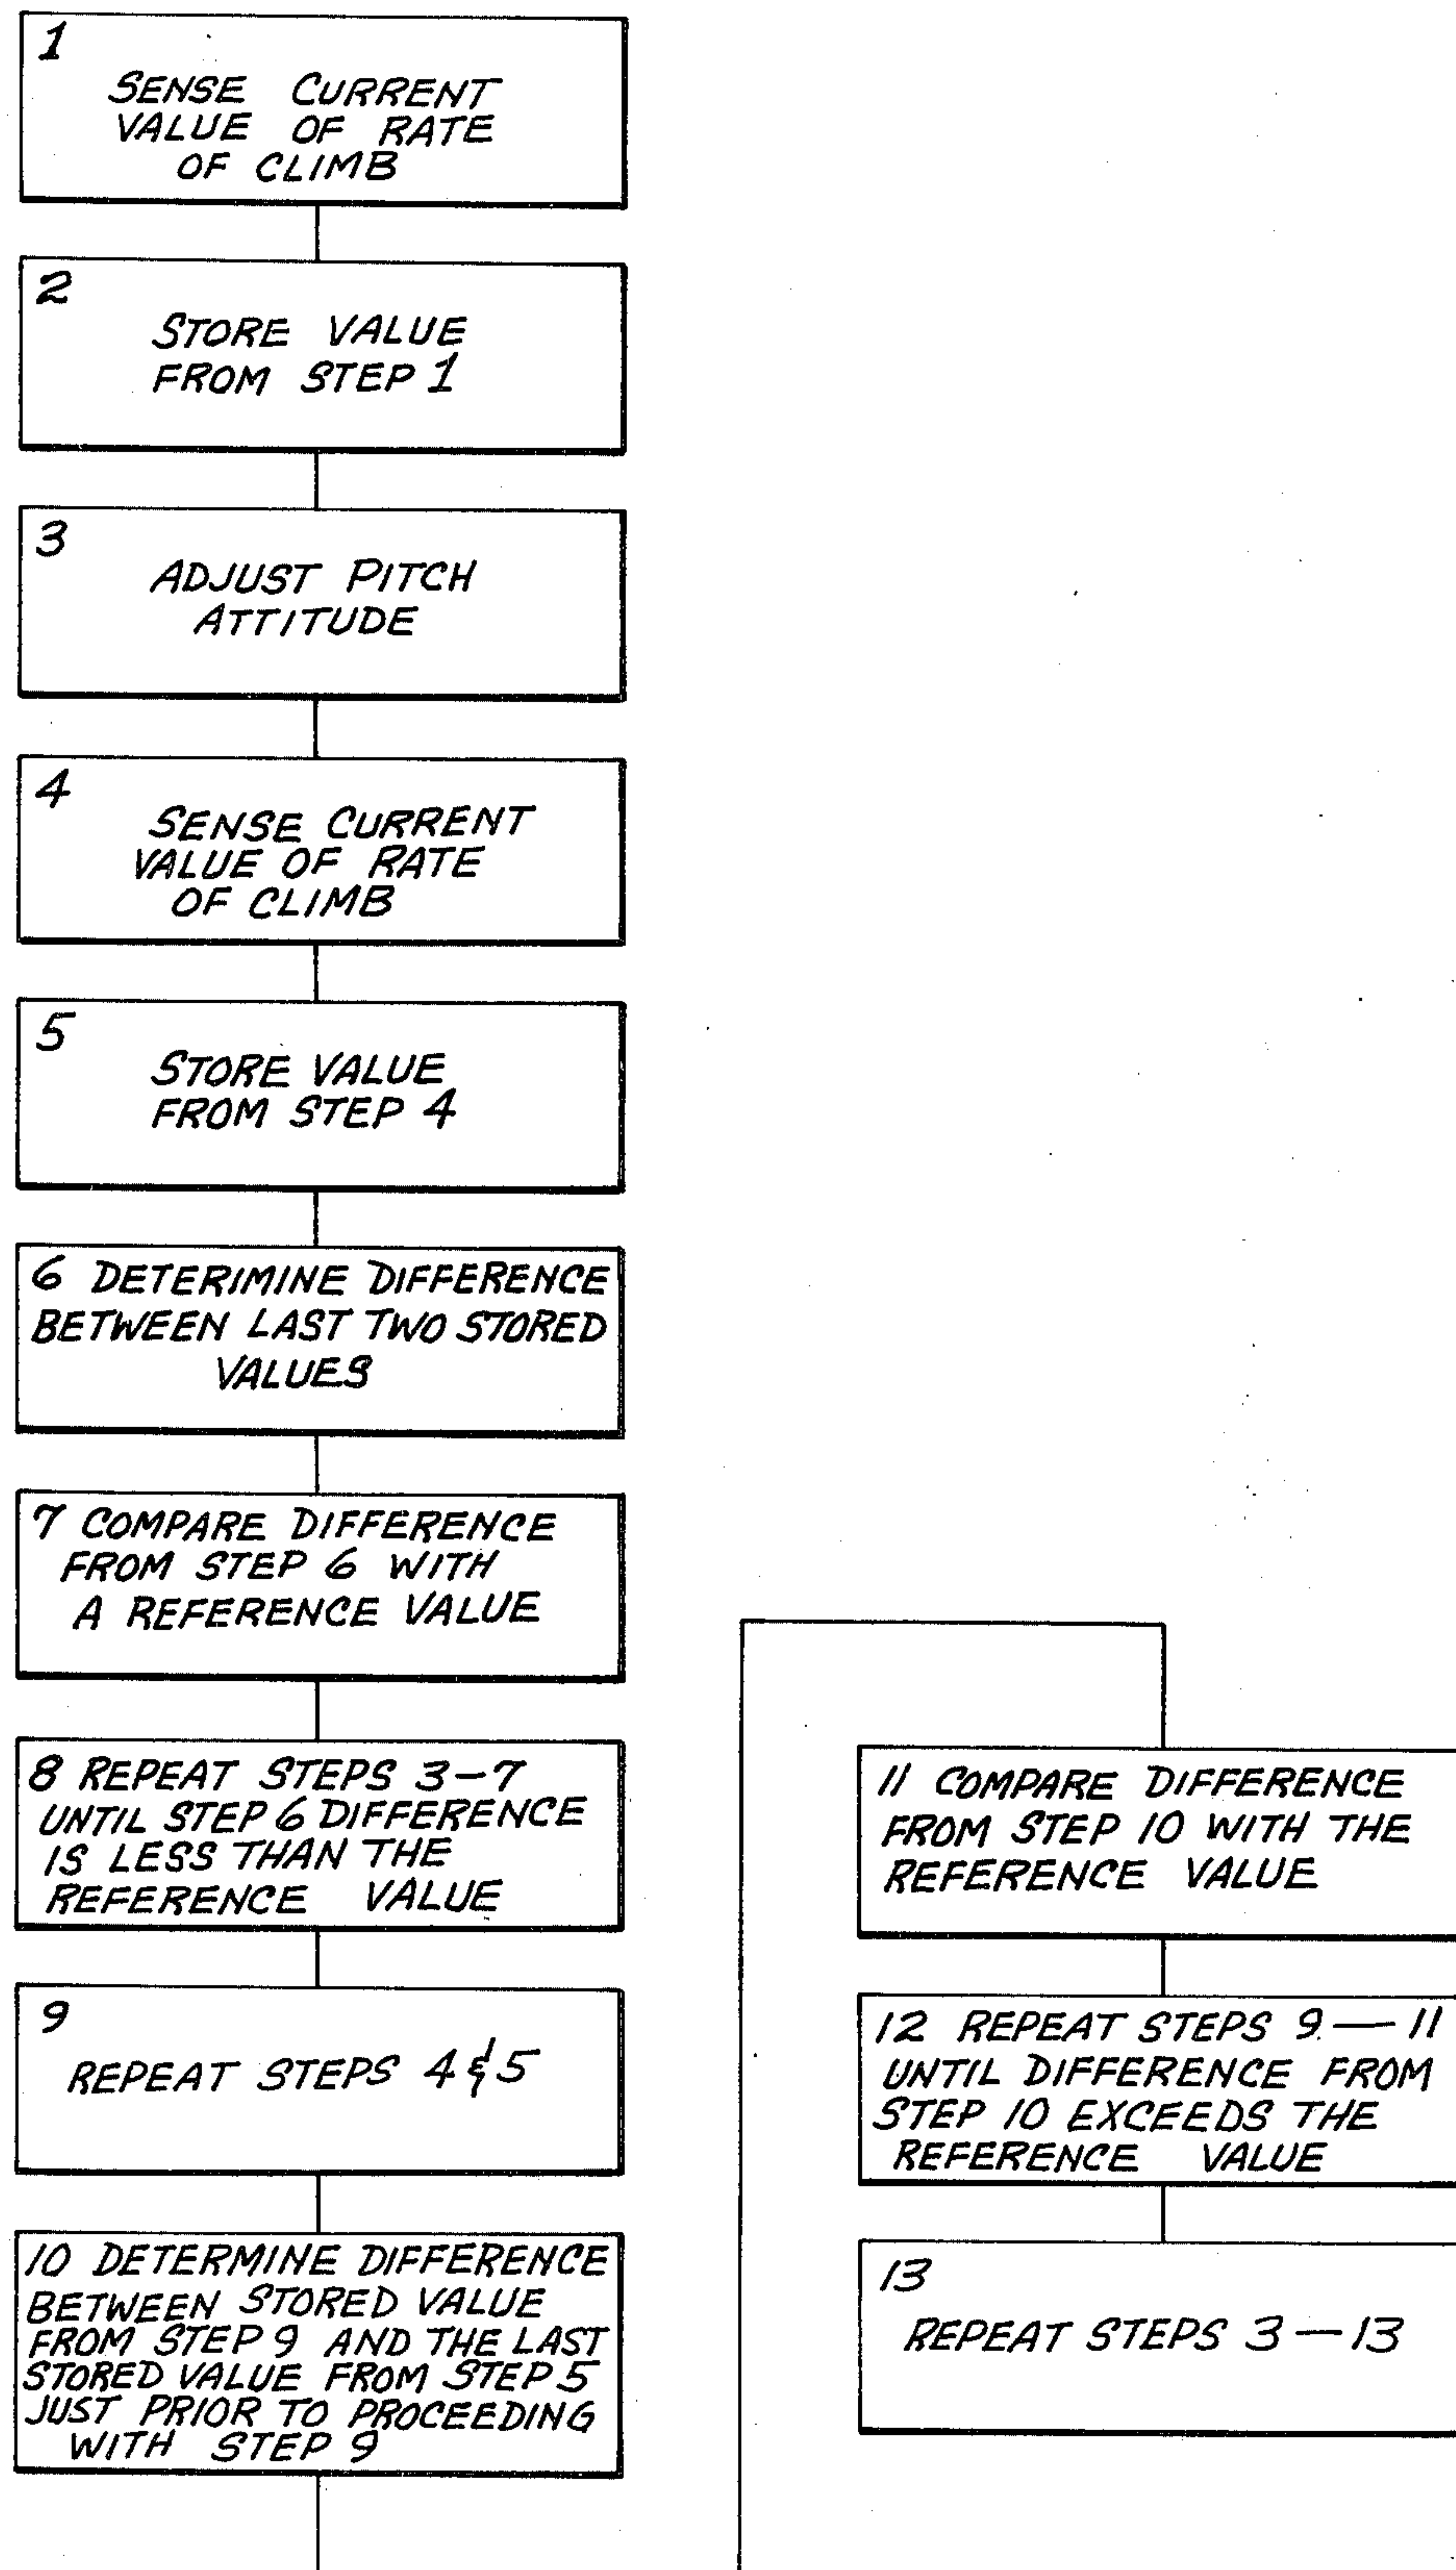 1
SENSE CURRENT
VALUE OF RATE
OF CLIMB
2
STORE VALUE
FROM STEP 1
3
ADJUST PITCH
ATTITUDE
4
SENSE CURRENT
VALUE OF RATE
OF CLIMB
5
STORE VALUE
FROM STEP 4
6 DETERIMINE DIFFERENCE
BETWEEN LAST TWO STORED
VALUES
7 COMPARE DIFFERENCE
FROM STEP 6 WITH
A REFERENCE VALUE
8 REPEAT STEPS 3-7
UNTIL STEP 6 DIFFERENCE
IS LESS THAN THE
REFERENCE VALUE
9
REPEAT STEPS 4 & 5
10 DETERMINE DIFFERENCE
BETWEEN STORED VALUE
FROM STEP 9 AND THE LAST
STORED VALUE FROM STEP 5
JUST PRIOR TO PROCEEDING
WITH STEP 9
11 COMPARE DIFFERENCE
FROM STEP 10 WITH THE
REFERENCE VALUE
12 REPEAT STEPS 9 — 11
UNTIL DIFFERENCE FROM
STEP 10 EXCEEDS THE
REFERENCE VALUE
13
REPEAT STEPS 3 — 13